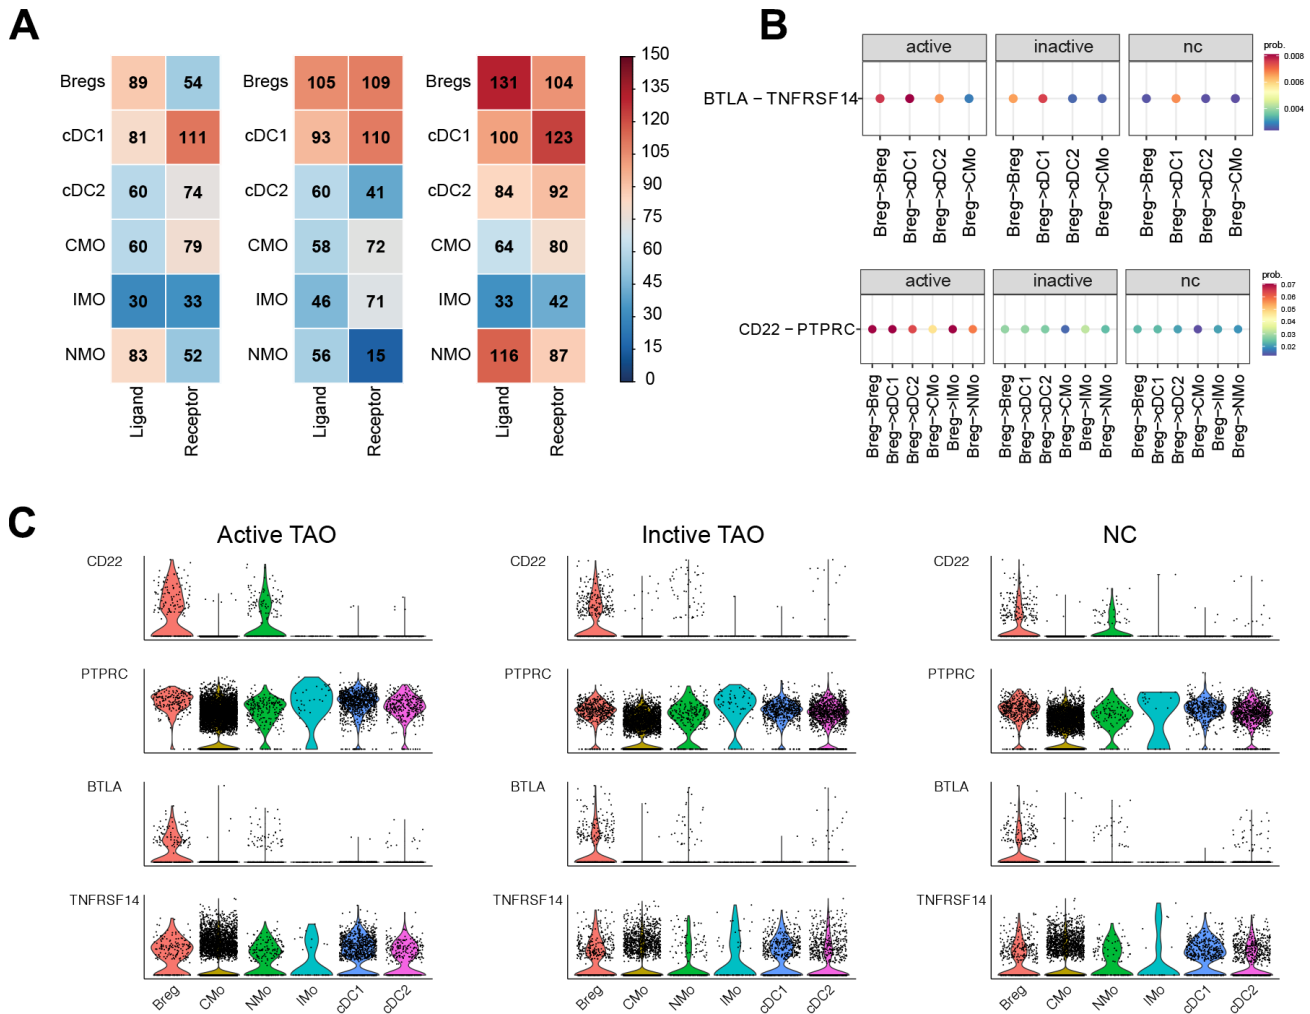 A
Bregs 89 54
cDC1 81 111
cDC2 60 74
CMO 60 79
IMO 30 33
NMO 83 52
Ligand
Receptor
Bregs 105 109
cDC1 93 110
cDC2 60 41
CMO 58 72
IMO 46 71
NMO 56 15
Ligand
Receptor
Bregs 131 104
cDC1 100 123
cDC2 84 92
CMO 64 80
IMO 33 42
NMO 116 87
Ligand
Receptor
150
135
120
105
90
75
60
45
30
15
0
B
active inactive nc
BTLA − TNFRSF14
Breg−>Breg
Breg−>cDC1
Breg−>cDC2
Breg−>CMo
Breg−>Breg
Breg−>cDC1
Breg−>cDC2
Breg−>CMo
Breg−>Breg
Breg−>cDC1
Breg−>cDC2
Breg−>CMo
prob.
0.008
0.004
active inactive nc
CD22 − PTPRC
Breg−>Breg
Breg−>cDC1
Breg−>cDC2
Breg−>CMo
Breg−>IMo
Breg−>NMo
Breg−>Breg
Breg−>cDC1
Breg−>cDC2
Breg−>CMo
Breg−>IMo
Breg−>NMo
Breg−>Breg
Breg−>cDC1
Breg−>cDC2
Breg−>CMo
Breg−>IMo
Breg−>NMo
prob.
0.07
0.06
0.05
0.04
0.03
0.02
C
Active TAO
CD22
PTPRC
BTLA
TNFRSF14
Breg CMo NMo IMo cDC1 cDC2
Inctive TAO
CD22
PTPRC
BTLA
TNFRSF14
Breg CMo NMo IMo cDC1 cDC2
NC
CD22
PTPRC
BTLA
TNFRSF14
Breg CMo NMo IMo cDC1 cDC2